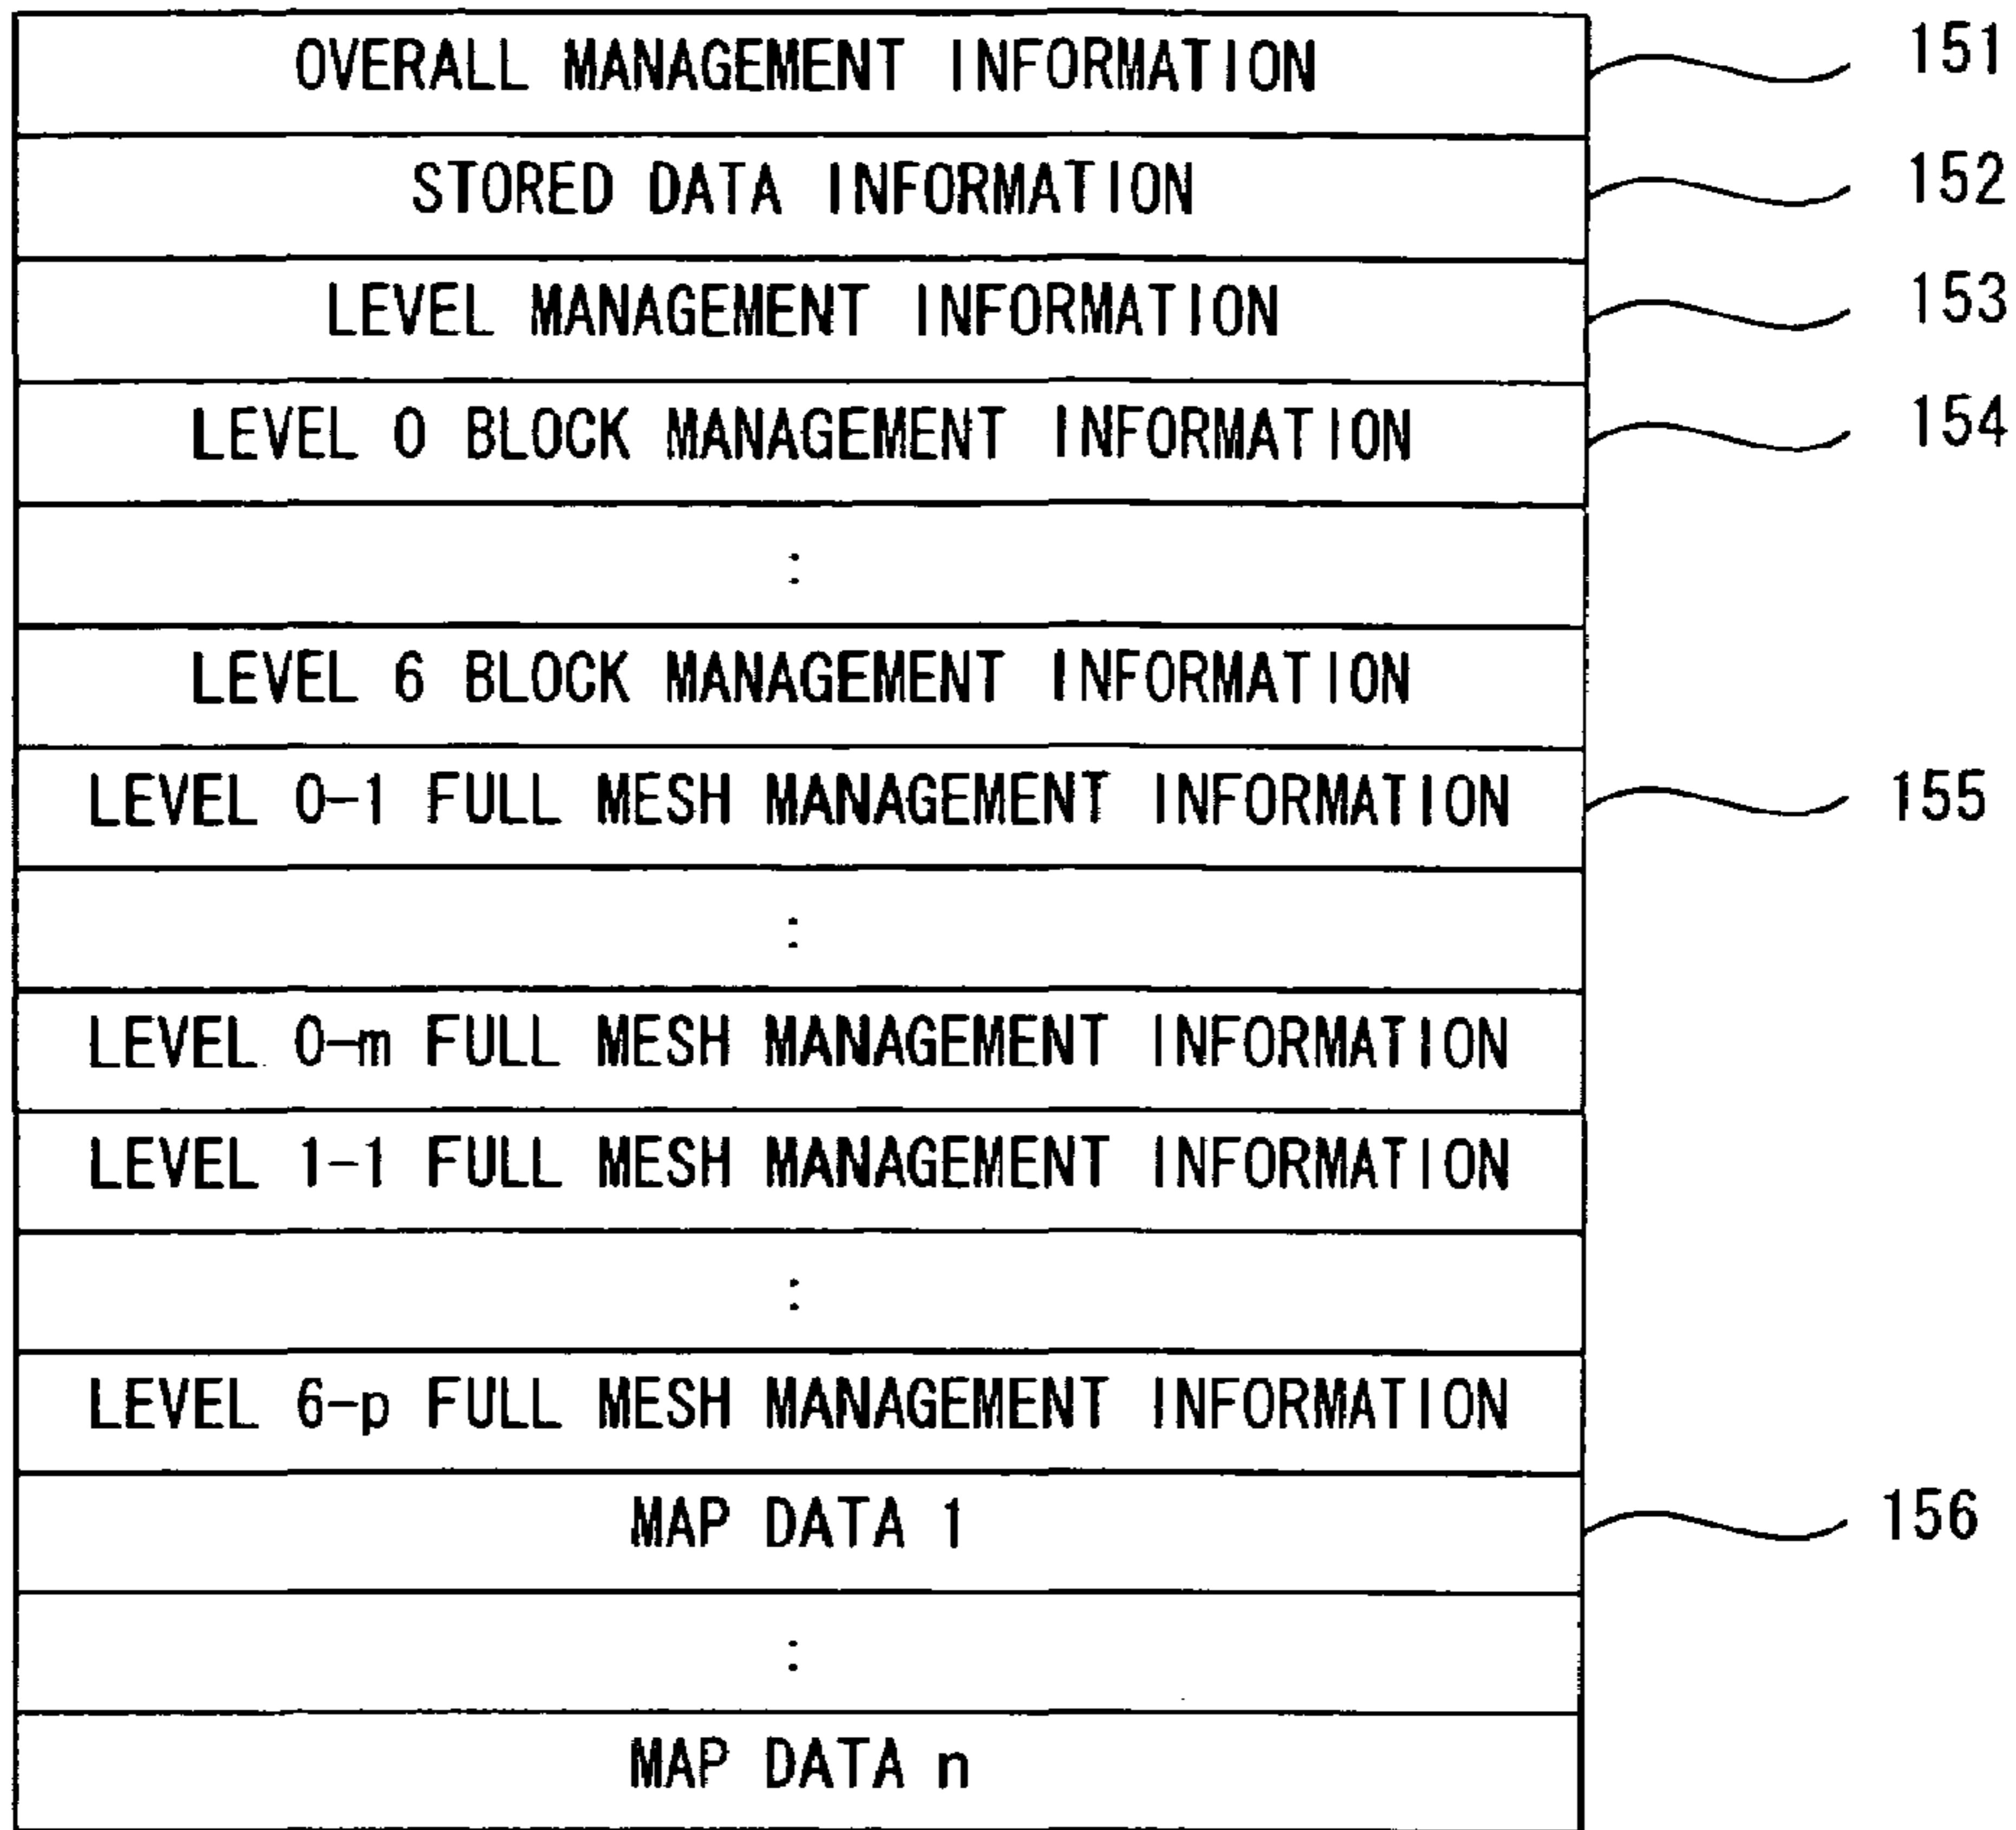 OVERALL MANAGEMENT INFORMATION 151
STORED DATA INFORMATION 152
LEVEL MANAGEMENT INFORMATION 153
LEVEL 0 BLOCK MANAGEMENT INFORMATION 154
:
LEVEL 6 BLOCK MANAGEMENT INFORMATION
LEVEL 0-1 FULL MESH MANAGEMENT INFORMATION 155
:
LEVEL 0-m FULL MESH MANAGEMENT INFORMATION
LEVEL 1-1 FULL MESH MANAGEMENT INFORMATION
:
LEVEL 6-p FULL MESH MANAGEMENT INFORMATION
MAP DATA 1 156
:
MAP DATA n